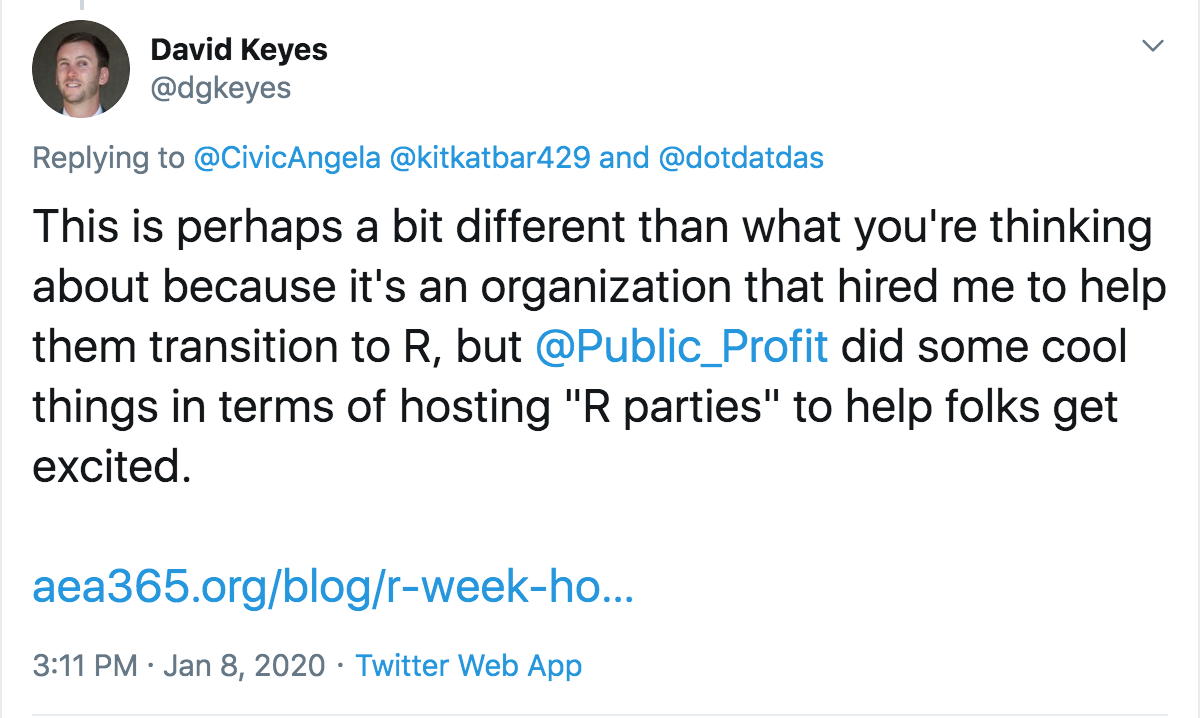 David Keyes
@dgkeyes
Replying to @CivicAngela @kitkatbar429 and @dotdatdas
This is perhaps a bit different than what you're thinking
about because it's an organization that hired me to help
them transition to R, but @Public_Profit did some cool
things in terms of hosting "R parties" to help folks get
excited.
aea365.org/blog/r-week-ho...
3:11 PM · Jan 8, 2020 · Twitter Web App